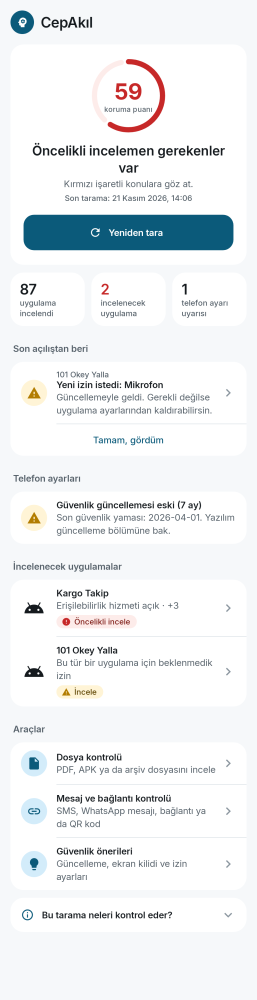 CepAkıl
59
koruma puanı
Öncelikli incelemen gerekenler
var
Kırmızı işaretli konulara göz at.
Son tarama: 21 Kasım 2026, 14:06
Yeniden tara
87
uygulama
incelendi
2
incelenecek
uygulama
1
telefon ayarı
uyarısı
Son açılıştan beri
101 Okey Yalla
Yeni izin istedi: Mikrofon
Güncellemeyle geldi. Gerekli değilse
uygulama ayarlarından kaldırabilirsin.
Tamam, gördüm
Telefon ayarları
Güvenlik güncellemesi eski (7 ay)
Son güvenlik yaması: 2026-04-01. Yazılım
güncelleme bölümüne bak.
İncelenecek uygulamalar
Kargo Takip
Erişilebilirlik hizmeti açık · +3
Öncelikli incele
101 Okey Yalla
Bu tür bir uygulama için beklenmedik
izin
İncele
Araçlar
Dosya kontrolü
PDF, APK ya da arşiv dosyasını incele
Mesaj ve bağlantı kontrolü
SMS, WhatsApp mesajı, bağlantı ya
da QR kod
Güvenlik önerileri
Güncelleme, ekran kilidi ve izin
ayarları
Bu tarama neleri kontrol eder?